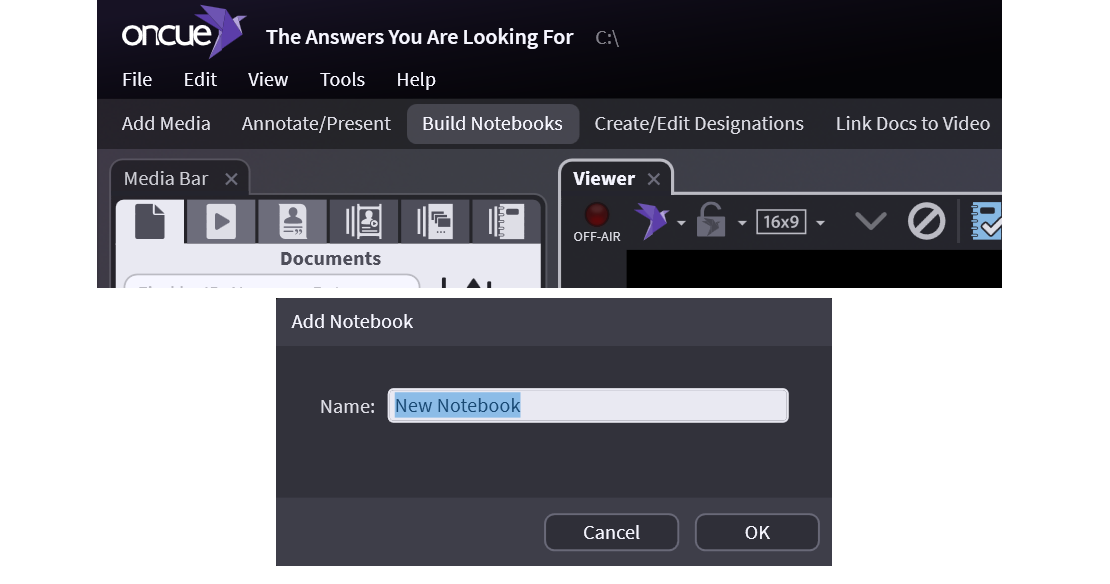 oncue The Answers You Are Looking For C:\
File Edit View Tools Help
Add Media Annotate/Present Build Notebooks Create/Edit Designations Link Docs to Video
Media Bar
Viewer
16x9
OFF-AIR
Documents
Add Notebook
Name: New Notebook
Cancel OK